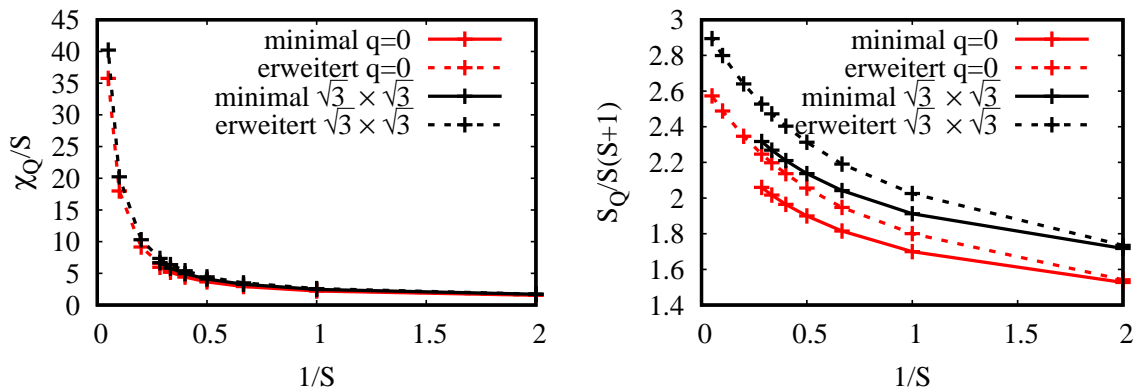 45
40
35
30
25
20
15
10
5
0
χQ/S
0
0.5
1
1.5
2
1/S
minimal q=0
erweitert q=0
minimal √3 × √3
erweitert √3 × √3
3
2.8
2.6
2.4
2.2
2
1.8
1.6
1.4
SQ/S(S+1)
0
0.5
1
1.5
2
1/S
minimal q=0
erweitert q=0
minimal √3 × √3
erweitert √3 × √3